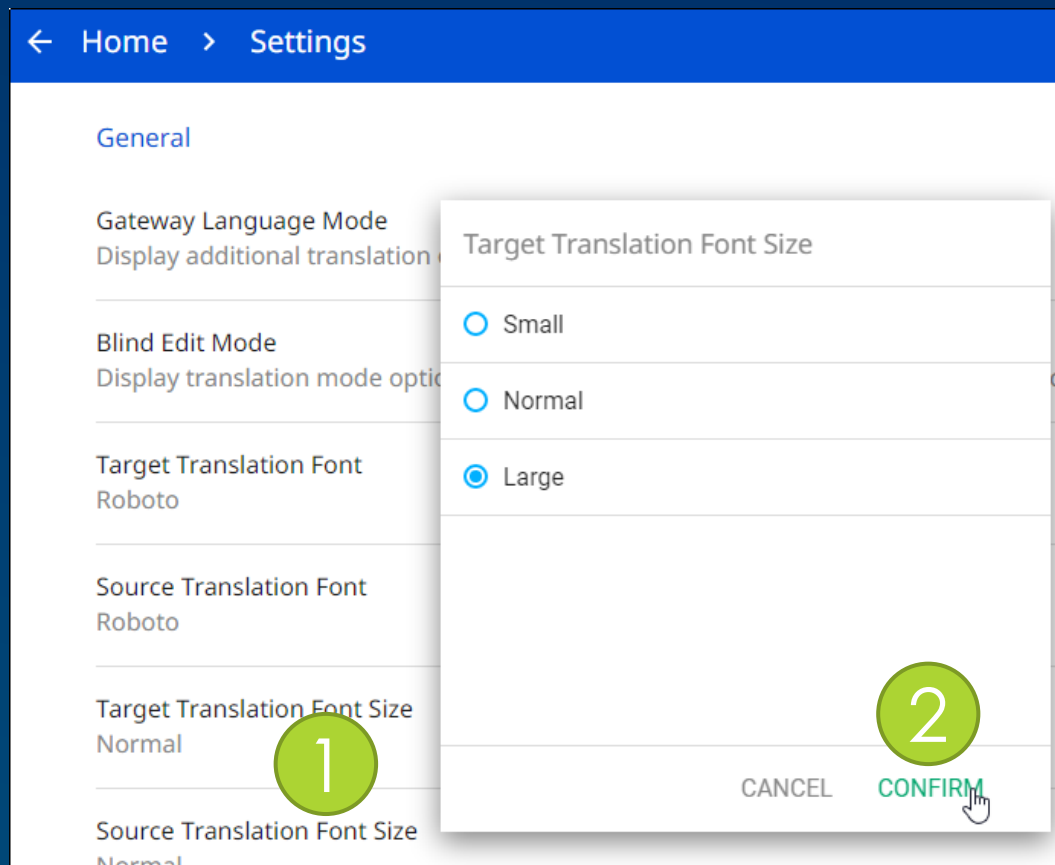 Home > Settings
General
Gateway Language Mode
Display additional translation
Blind Edit Mode
Display translation mode
Target Translation Font
Roboto
Source Translation Font
Roboto
Target Translation Font Size
Normal
1
Source Translation Font Size
Normal
Target Translation Font Size
Small
Normal
Large
2
CANCEL CONFIRM